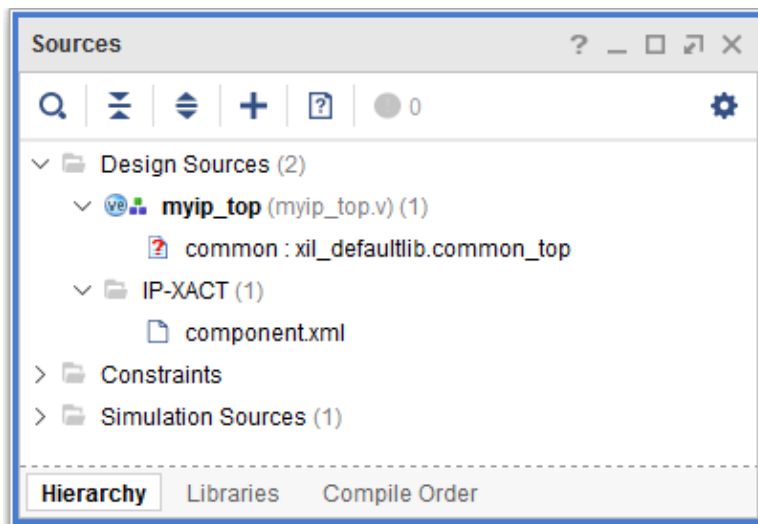 Sources
0
Design Sources (2)
myip_top (myip_top.v) (1)
common : xil_defaultlib.common_top
IP-XACT (1)
component.xml
Constraints
Simulation Sources (1)
Hierarchy Libraries Compile Order